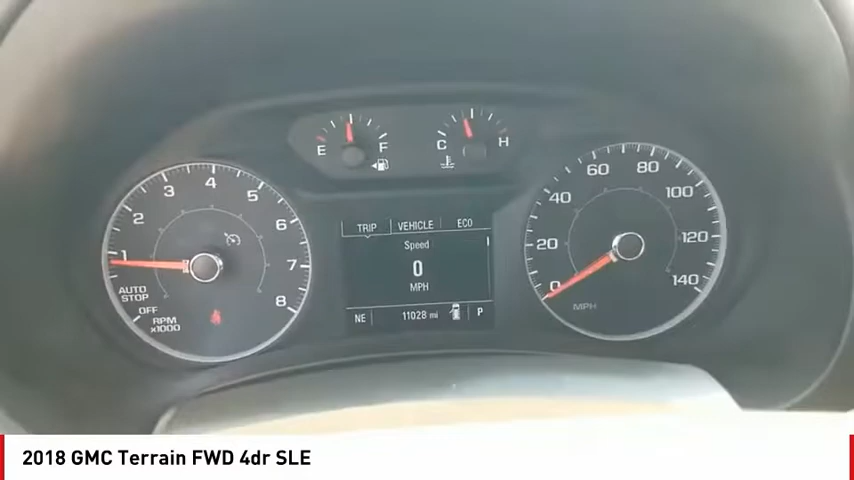 E F C H
1 2 3 4 5 6 7 8
AUTO
STOP
OFF
RPM
x1000
TRIP VEHICLE ECO
Speed
0
MPH
NE 11028 mi P
0 20 40 60 80 100 120 140
MPH
2018 GMC Terrain FWD 4dr SLE